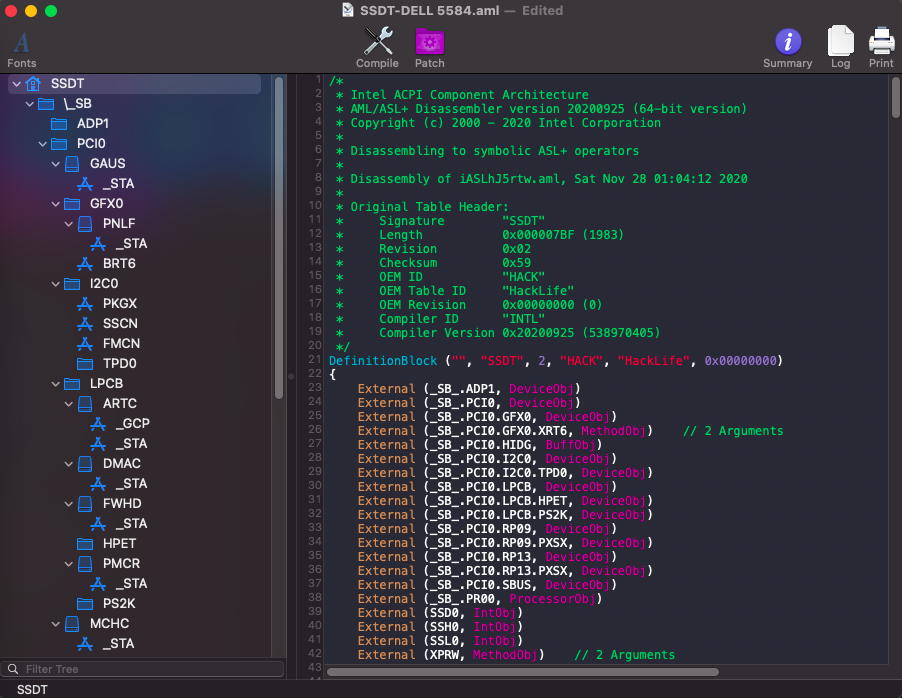 SSDT-DELL 5584.aml — Edited
A
Fonts
Compile
Patch
i
Summary
Log
Print
SSDT
\_SB
ADP1
PCI0
GAUS
_STA
GFX0
PNLF
_STA
BRT6
I2C0
PKGX
SSCN
FMCN
TPD0
LPCB
ARTC
_GCP
_STA
DMAC
_STA
FWHD
_STA
HPET
PMCR
_STA
PS2K
MCHC
_STA
Filter Tree
SSDT
1 /*
2 * Intel ACPI Component Architecture
3 * AML/ASL+ Disassembler version 20200925 (64-bit version)
4 * Copyright (c) 2000 - 2020 Intel Corporation
5 *
6 * Disassembling to symbolic ASL+ operators
7 *
8 * Disassembly of iASLhJ5rtw.aml, Sat Nov 28 01:04:12 2020
9 *
10 * Original Table Header:
11 *     Signature        "SSDT"
12 *     Length           0x000007BF (1983)
13 *     Revision         0x02
14 *     Checksum         0x59
15 *     OEM ID           "HACK"
16 *     OEM Table ID     "HackLife"
17 *     OEM Revision     0x00000000 (0)
18 *     Compiler ID      "INTL"
19 *     Compiler Version 0x20200925 (538970405)
20 */
21 DefinitionBlock ("", "SSDT", 2, "HACK", "HackLife", 0x00000000)
22 {
23     External (_SB_.ADP1, DeviceObj)
24     External (_SB_.PCI0, DeviceObj)
25     External (_SB_.PCI0.GFX0, DeviceObj)
26     External (_SB_.PCI0.GFX0.XRT6, MethodObj)    // 2 Arguments
27     External (_SB_.PCI0.HIDG, BuffObj)
28     External (_SB_.PCI0.I2C0, DeviceObj)
29     External (_SB_.PCI0.I2C0.TPD0, DeviceObj)
30     External (_SB_.PCI0.LPCB, DeviceObj)
31     External (_SB_.PCI0.LPCB.HPET, DeviceObj)
32     External (_SB_.PCI0.LPCB.PS2K, DeviceObj)
33     External (_SB_.PCI0.RP09, DeviceObj)
34     External (_SB_.PCI0.RP09.PXSX, DeviceObj)
35     External (_SB_.PCI0.RP13, DeviceObj)
36     External (_SB_.PCI0.RP13.PXSX, DeviceObj)
37     External (_SB_.PCI0.SBUS, DeviceObj)
38     External (_SB_.PR00, ProcessorObj)
39     External (SSD0, IntObj)
40     External (SSH0, IntObj)
41     External (SSL0, IntObj)
42     External (XPRW, MethodObj)    // 2 Arguments
43